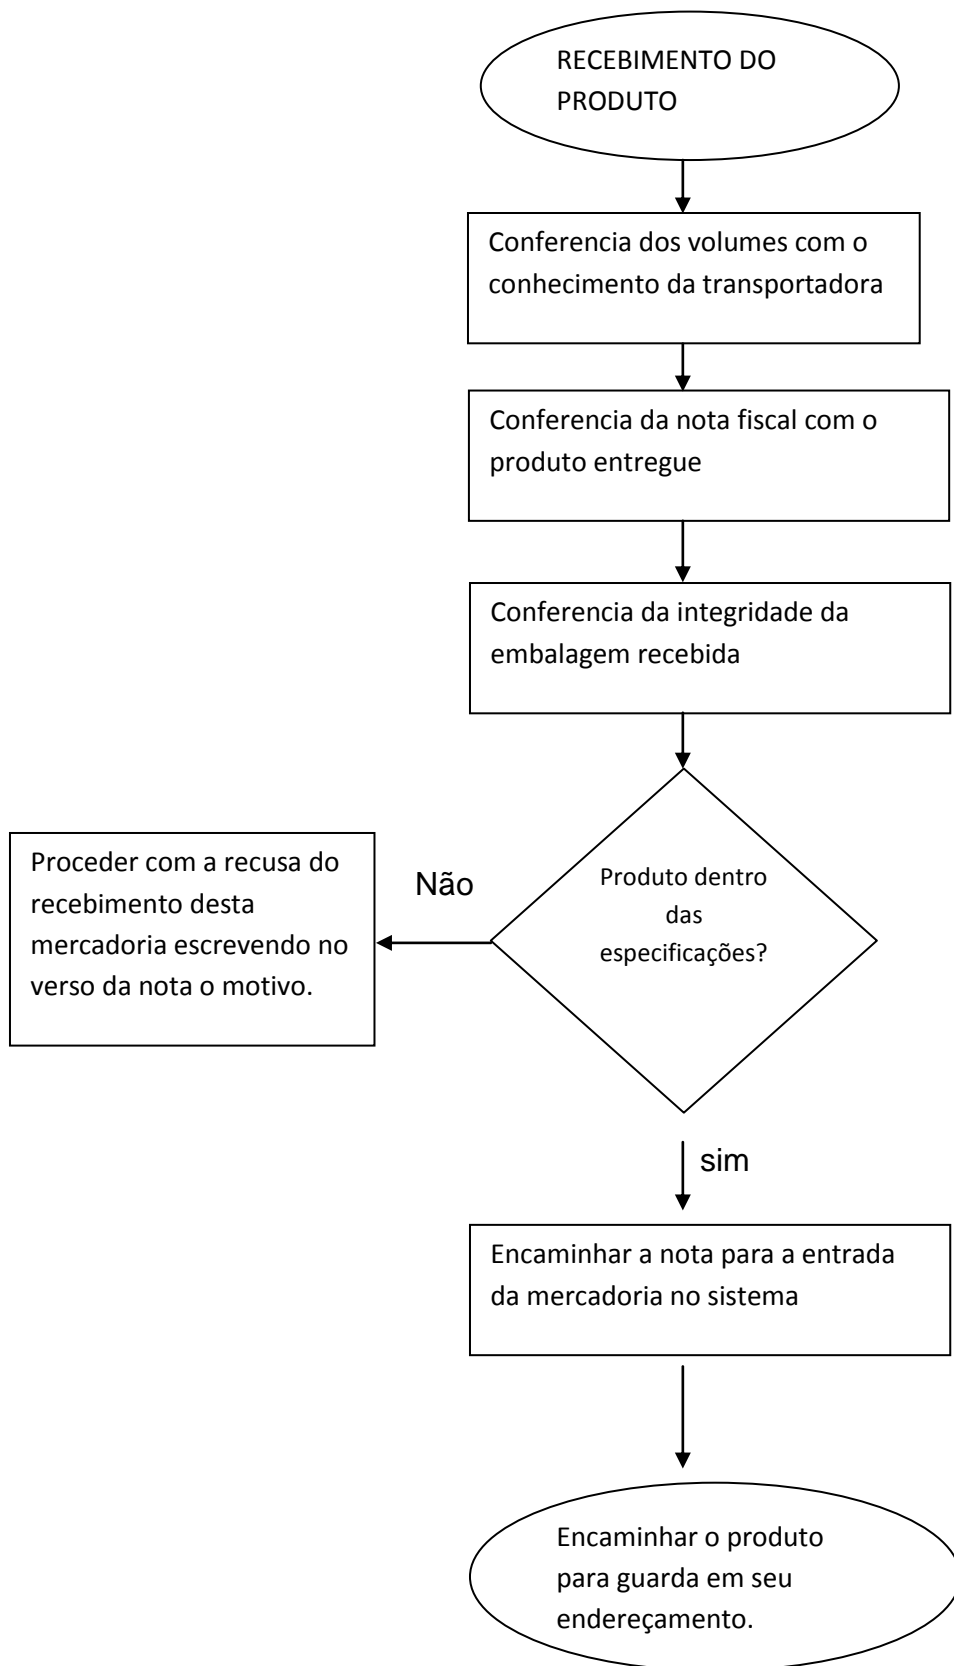 RECEBIMENTO DO
PRODUTO
Conferencia dos volumes com o
conhecimento da transportadora
Conferencia da nota fiscal com o
produto entregue
Conferencia da integridade da
embalagem recebida
Produto dentro
das
especificações?
Não
Proceder com a recusa do
recebimento desta
mercadoria escrevendo no
verso da nota o motivo.
sim
Encaminhar a nota para a entrada
da mercadoria no sistema
Encaminhar o produto
para guarda em seu
endereçamento.